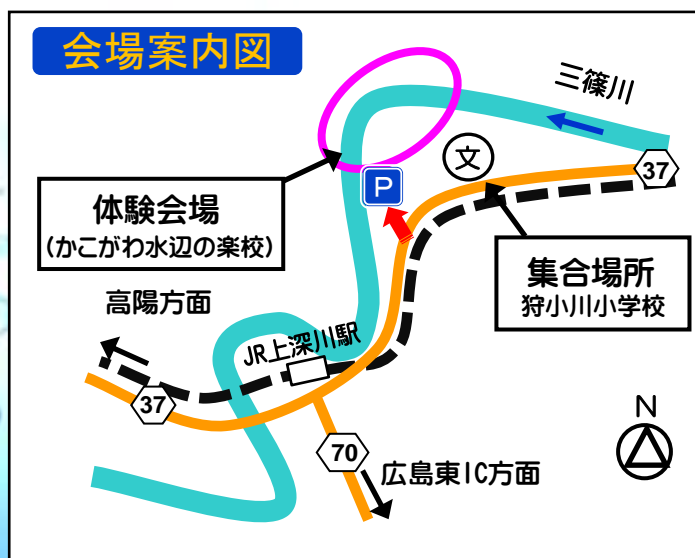 会場案内図
三篠川
文
37
P
体験会場
(かこがわ水辺の楽校)
集合場所
狩小川小学校
高陽方面
JR上深川駅
37
70
広島東IC方面
N